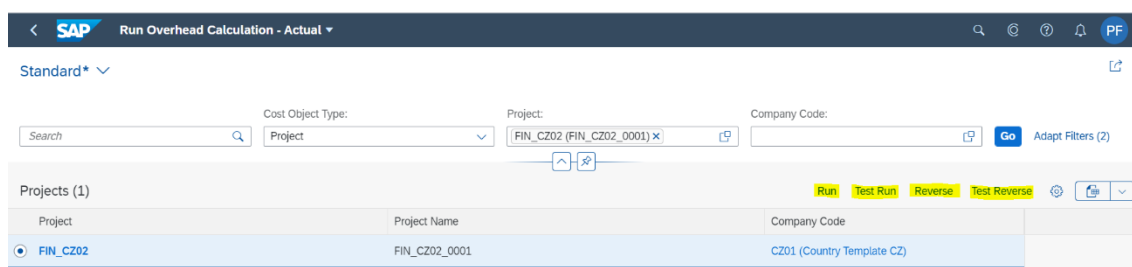 SAP Run Overhead Calculation - Actual PF
Standard*
Cost Object Type: Project: Company Code:
Search Project FIN_CZ02 (FIN_CZ02_0001) Go Adapt Filters (2)
Projects (1) Run Test Run Reverse Test Reverse
Project Project Name Company Code
FIN_CZ02 FIN_CZ02_0001 CZ01 (Country Template CZ)